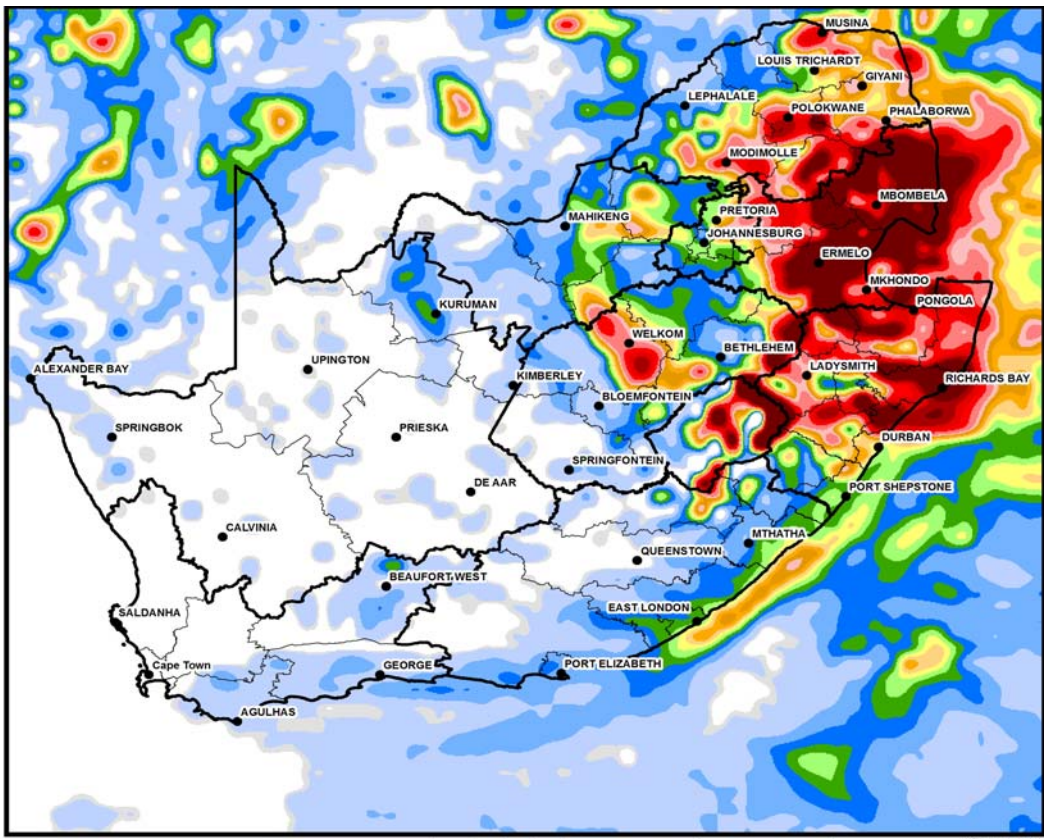 MUSINA
LOUIS TRICHARDT
GIYANI
LEPHALALE
POLOKWANE
PHALABORWA
MODIMOLLE
MBOMBELA
PRETORIA
MAHIKENG
JOHANNESBURG
ERMELO
MKHONDO
KURUMAN
PONGOLA
WELKOM
BETHLEHEM
UPINGTON
LADYSMITH
ALEXANDER BAY
KIMBERLEY
RICHARDS BAY
BLOEMFONTEIN
SPRINGBOK
PRIESKA
DURBAN
SPRINGFONTEIN
DE AAR
PORT SHEPSTONE
CALVINIA
MTHATHA
QUEENSTOWN
BEAUFORT WEST
EAST LONDON
SALDANHA
Cape Town
GEORGE
PORT ELIZABETH
AGULHAS